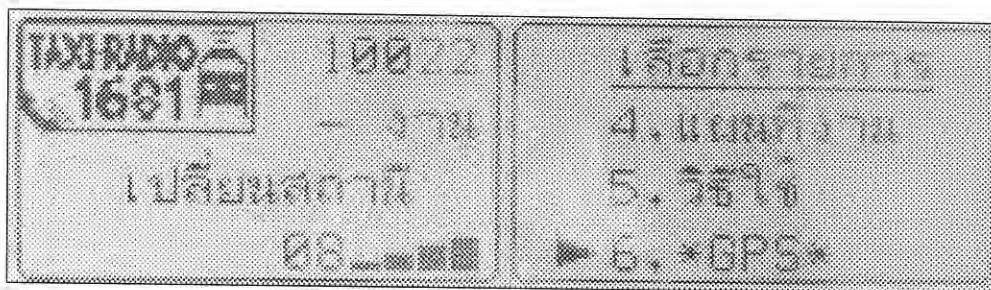 TAXI-RADIO
1681
10022
- งาน
เปลี่ยนสถานี
08
เลือกรายการ
4.แผนที่งาน
5.วิธีใช้
6.*GPS*